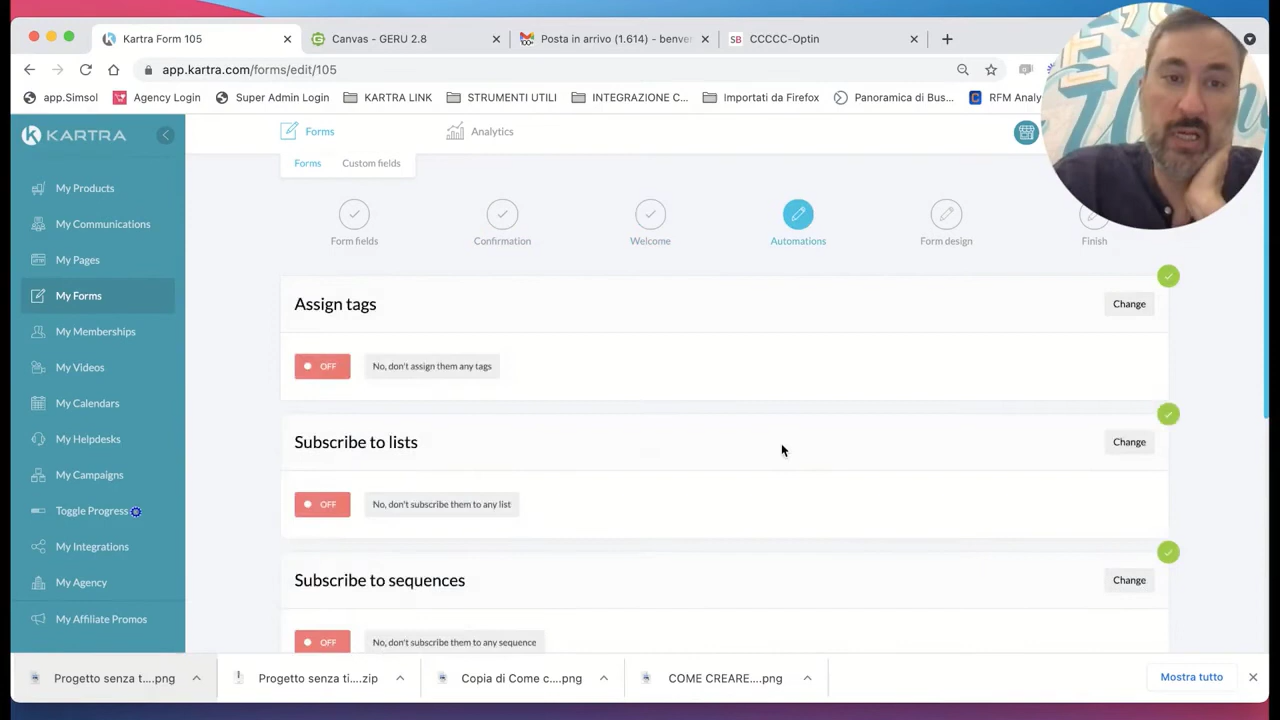 Kartra Form 105
Canvas - GERU 2.8
Posta in arrivo (1.614) - benver
SB CCCCC-Optin
app.kartra.com/forms/edit/105
app.Simsol
Agency Login
Super Admin Login
KARTRA LINK
STRUMENTI UTILI
INTEGRAZIONE C...
Importati da Firefox
Panoramica di Bus...
RFM Analy
KARTRA
Forms
Analytics
Forms
Custom fields
My Products
My Communications
My Pages
My Forms
My Memberships
My Videos
My Calendars
My Helpdesks
My Campaigns
Toggle Progress
My Integrations
My Agency
My Affiliate Promos
Form fields
Confirmation
Welcome
Automations
Form design
Finish
Assign tags
Change
OFF
No, don't assign them any tags
Subscribe to lists
Change
OFF
No, don't subscribe them to any list
Subscribe to sequences
Change
OFF
No, don't subscribe them to any sequence
Progetto senza t....png
Progetto senza ti....zip
Copia di Come c....png
COME CREARE....png
Mostra tutto